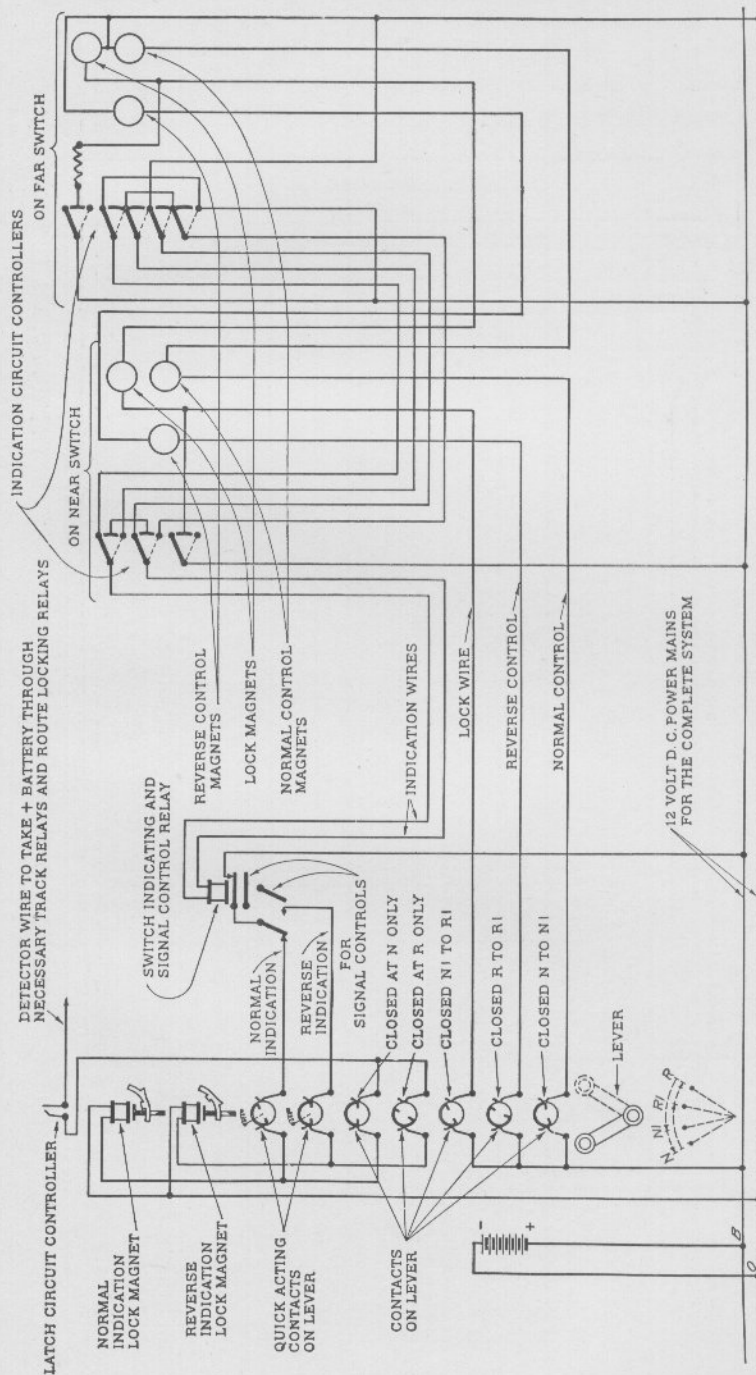 LATCH CIRCUIT CONTROLLER
DETECTOR WIRE TO TAKE + BATTERY THROUGH
NECESSARY TRACK RELAYS AND ROUTE LOCKING RELAYS
NORMAL
INDICATION
LOCK MAGNET
REVERSE
INDICATION
LOCK MAGNET
QUICK ACTING
CONTACTS
ON LEVER
CONTACTS
ON LEVER
SWITCH INDICATING AND
SIGNAL CONTROL RELAY
NORMAL
INDICATION
REVERSE
INDICATION
FOR
SIGNAL CONTROLS
CLOSED AT N ONLY
CLOSED AT R ONLY
CLOSED N1 TO R1
CLOSED R TO R1
CLOSED N TO N1
LEVER
N
N1
R1
R
-
+
B
O
INDICATION CIRCUIT CONTROLLERS
ON NEAR SWITCH
ON FAR SWITCH
REVERSE CONTROL
MAGNETS
LOCK MAGNETS
NORMAL CONTROL
MAGNETS
INDICATION WIRES
LOCK WIRE
REVERSE CONTROL
NORMAL CONTROL
12 VOLT D. C. POWER MAINS
FOR THE COMPLETE SYSTEM